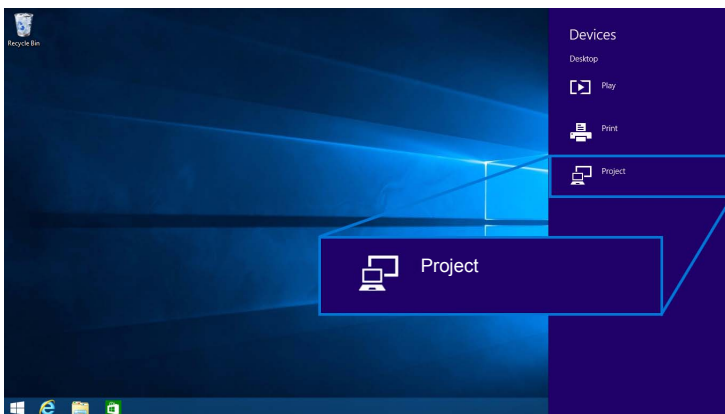 Recycle Bin
Devices
Desktop
Play
Print
Project
Project